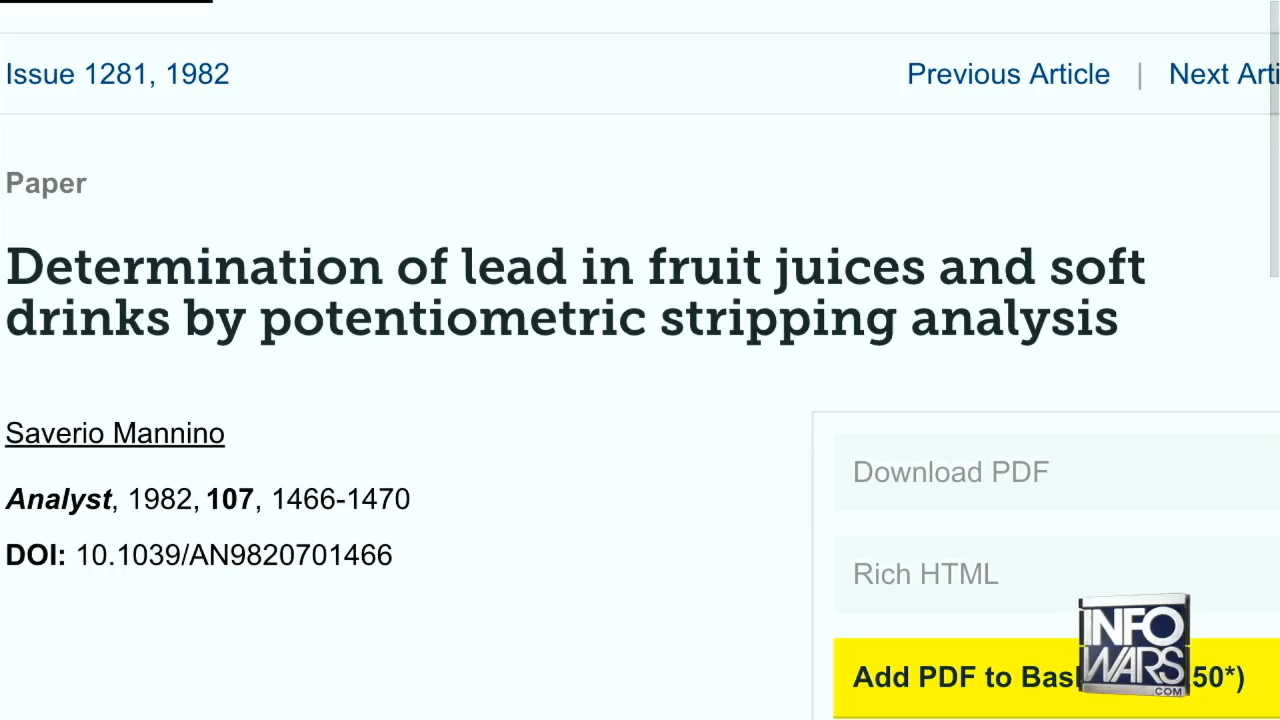 Issue 1281, 1982
Previous Article | Next Arti
Paper
Determination of lead in fruit juices and soft
drinks by potentiometric stripping analysis
Saverio Mannino
Analyst, 1982, 107, 1466-1470
DOI: 10.1039/AN9820701466
Download PDF
Rich HTML
Add PDF to Bas 50*)
INFO
WARS
.COM